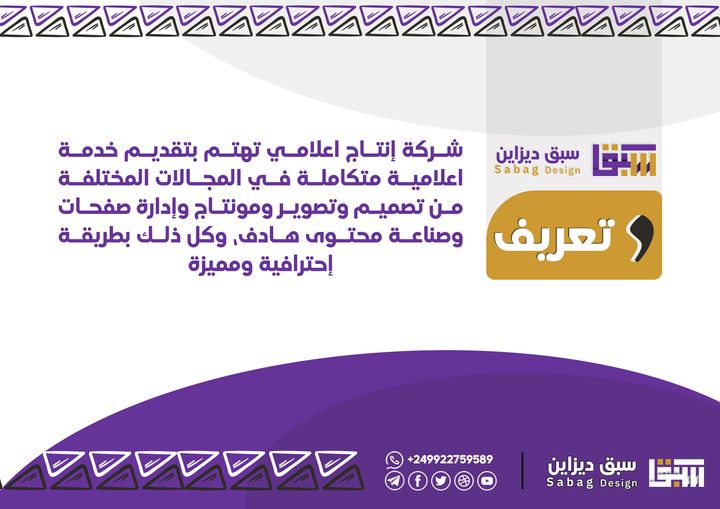 سبق ديزاين
Sabag Design
تعريف
شركة إنتاج اعلامي تهتم بتقديم خدمة
اعلامية متكاملة في المجالات المختلفة
من تصميم وتصوير ومونتاج وإدارة صفحات
وصناعة محتوى هادف، وكل ذلك بطريقة
إحترافية ومميزة
سبق ديزاين
Sabag Design
+249922759589